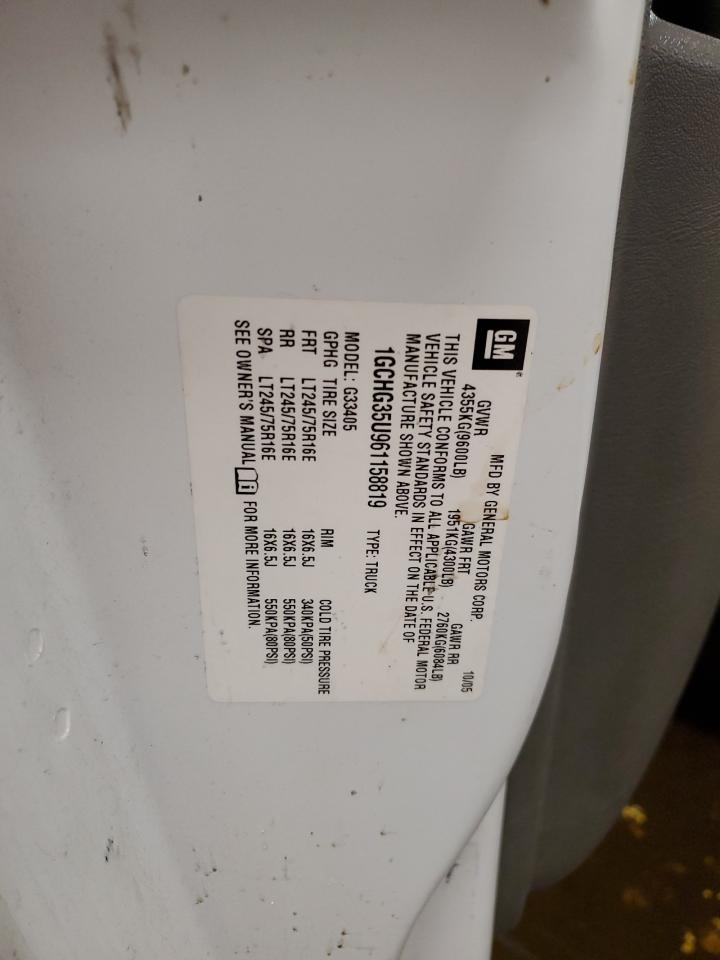 GM
MFD BY GENERAL MOTORS CORP.
10/05
GVWR GAWR FRT GAWR RR
4355KG(9600LB) 1951KG(4300LB) 2760KG(6084LB)
THIS VEHICLE CONFORMS TO ALL APPLICABLE U.S. FEDERAL MOTOR
VEHICLE SAFETY STANDARDS IN EFFECT ON THE DATE OF
MANUFACTURE SHOWN ABOVE.
1GCHG35U961158819 TYPE: TRUCK
MODEL: G33405
GPHG TIRE SIZE RIM COLD TIRE PRESSURE
FRT LT245/75R16E 16X6.5J 340KPA(50PSI)
RR LT245/75R16E 16X6.5J 550KPA(80PSI)
SPA LT245/75R16E 16X6.5J 550KPA(80PSI)
SEE OWNER'S MANUAL FOR MORE INFORMATION.